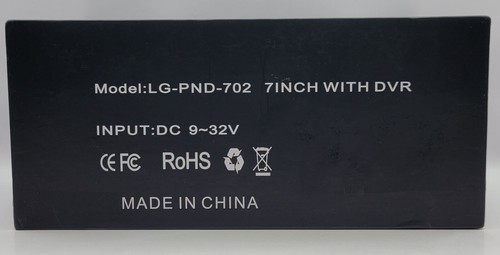 Model:LG-PND-702 7INCH WITH DVR
INPUT:DC 9~32V
CE FC RoHS
MADE IN CHINA